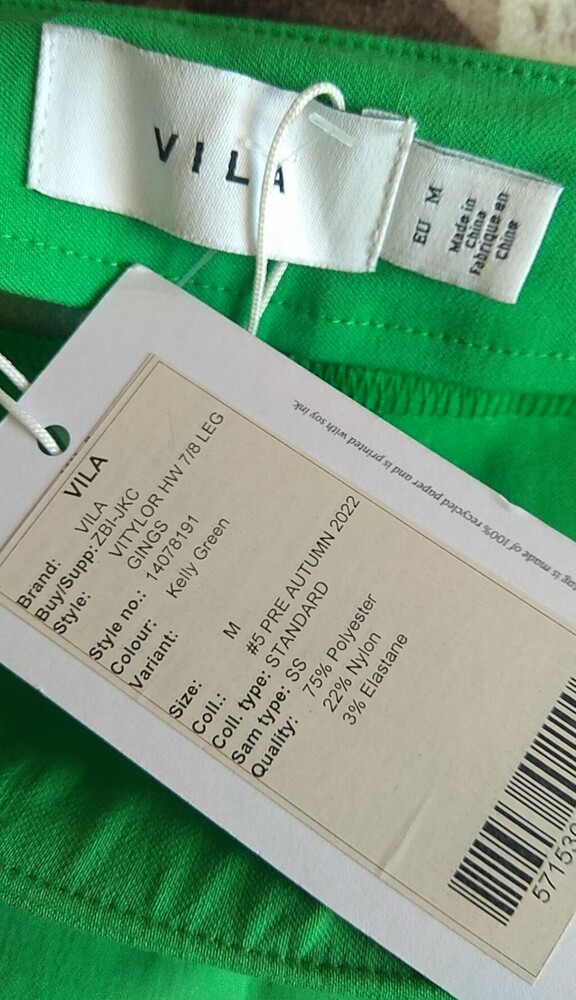 VILA
EU M
Made in
China
Fabrique en
Chine
tag is made of 100% recycled paper and is printed with soy ink.
VILA
Brand: VILA
Buy/Supp: ZBI-JKC
Style: VITYLOR HW 7/8 LEG
GINGS
Style no.: 14078191
Colour: Kelly Green
Variant:
Size: M
Coll.: #5 PRE AUTUMN 2022
Coll. type: STANDARD
Sam type: SS
Quality: 75% Polyester
22% Nylon
3% Elastane
57153